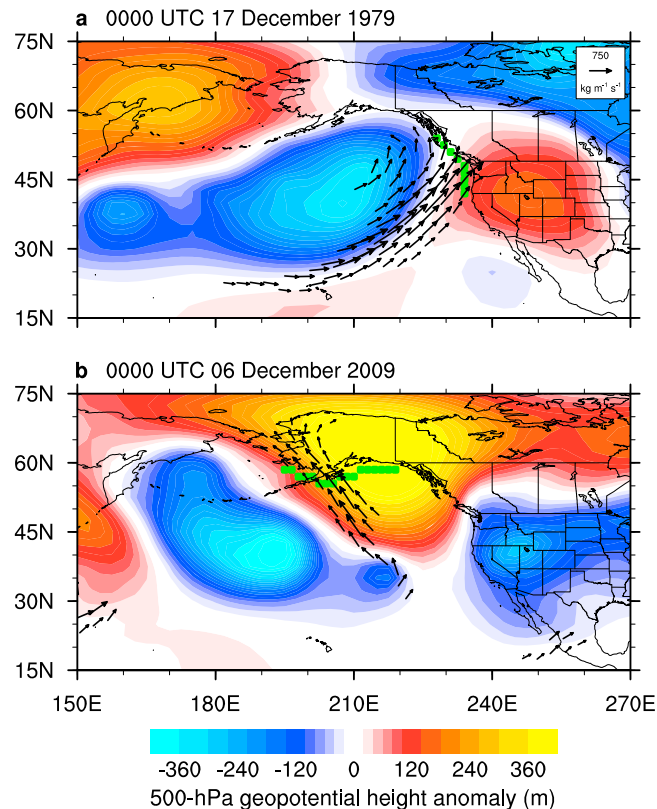 a 0000 UTC 17 December 1979
75N
60N
45N
30N
15N
750
kg m⁻¹ s⁻¹
b 0000 UTC 06 December 2009
75N
60N
45N
30N
15N
150E 180E 210E 240E 270E
-360 -240 -120 0 120 240 360
500-hPa geopotential height anomaly (m)